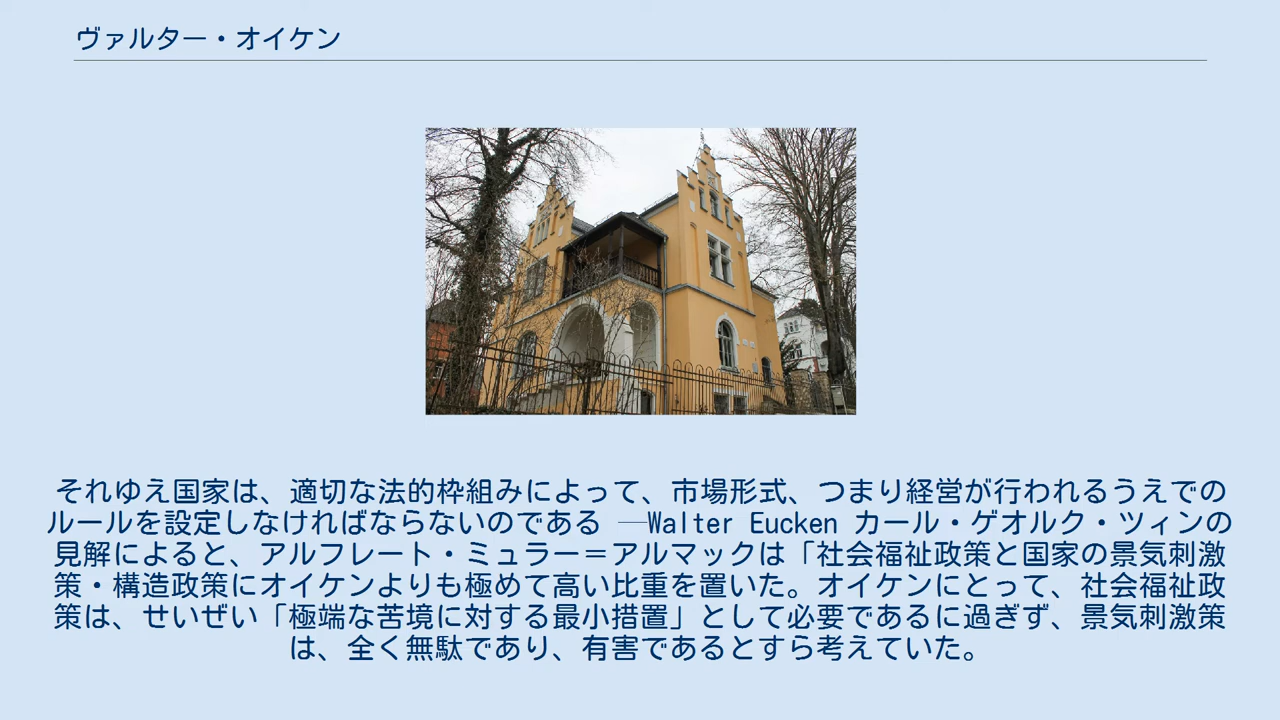 ヴァルター・オイケン
それゆえ国家は、適切な法的枠組みによって、市場形式、つまり経営が行われるうえでの
ルールを設定しなければならないのである ―Walter Eucken カール・ゲオルク・ツィンの
見解によると、アルフレート・ミュラー＝アルマックは「社会福祉政策と国家の景気刺激
策・構造政策にオイケンよりも極めて高い比重を置いた。オイケンにとって、社会福祉政
策は、せいぜい「極端な苦境に対する最小措置」として必要であるに過ぎず、景気刺激策
は、全く無駄であり、有害であるとすら考えていた。